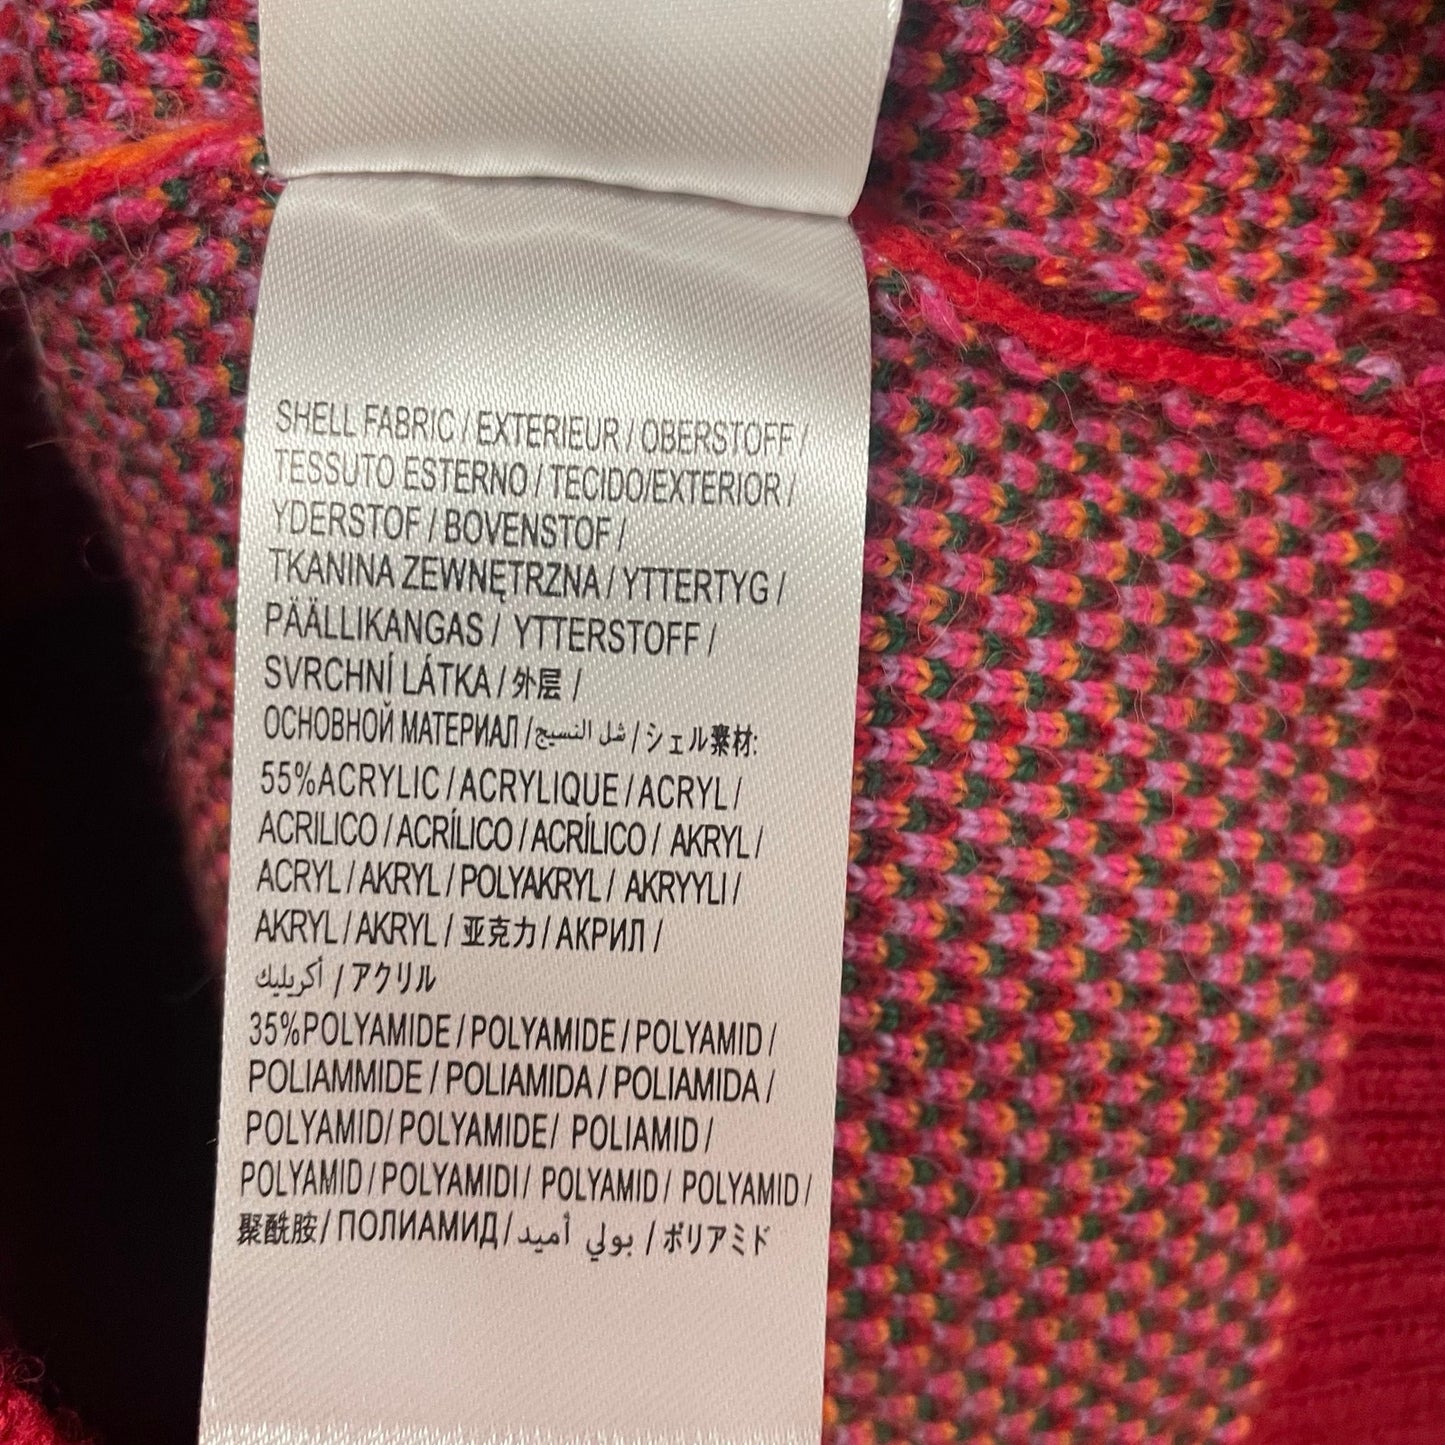 SHELL FABRIC / EXTERIEUR / OBERSTOFF /
TESSUTO ESTERNO / TECIDO/EXTERIOR /
YDERSTOF / BOVENSTOF /
TKANINA ZEWNĘTRZNA / YTTERTYG /
PÄÄLLIKANGAS / YTTERSTOFF /
SVRCHNÍ LÁTKA / 外层 /
ОСНОВНОЙ МАТЕРИАЛ / شل النسيج / シェル素材:
55%ACRYLIC / ACRYLIQUE / ACRYL /
ACRILICO / ACRÍLICO / ACRÍLICO / AKRYL /
ACRYL / AKRYL / POLYAKRYL / AKRYYLI /
AKRYL / AKRYL / 亚克力 / АКРИЛ /
أكريليك / アクリル
35%POLYAMIDE / POLYAMIDE / POLYAMID /
POLIAMMIDE / POLIAMIDA / POLIAMIDA /
POLYAMID/ POLYAMIDE/ POLIAMID /
POLYAMID / POLYAMIDI / POLYAMID / POLYAMID /
聚酰胺/ ПОЛИАМИД / بولي أميد / ポリアミド